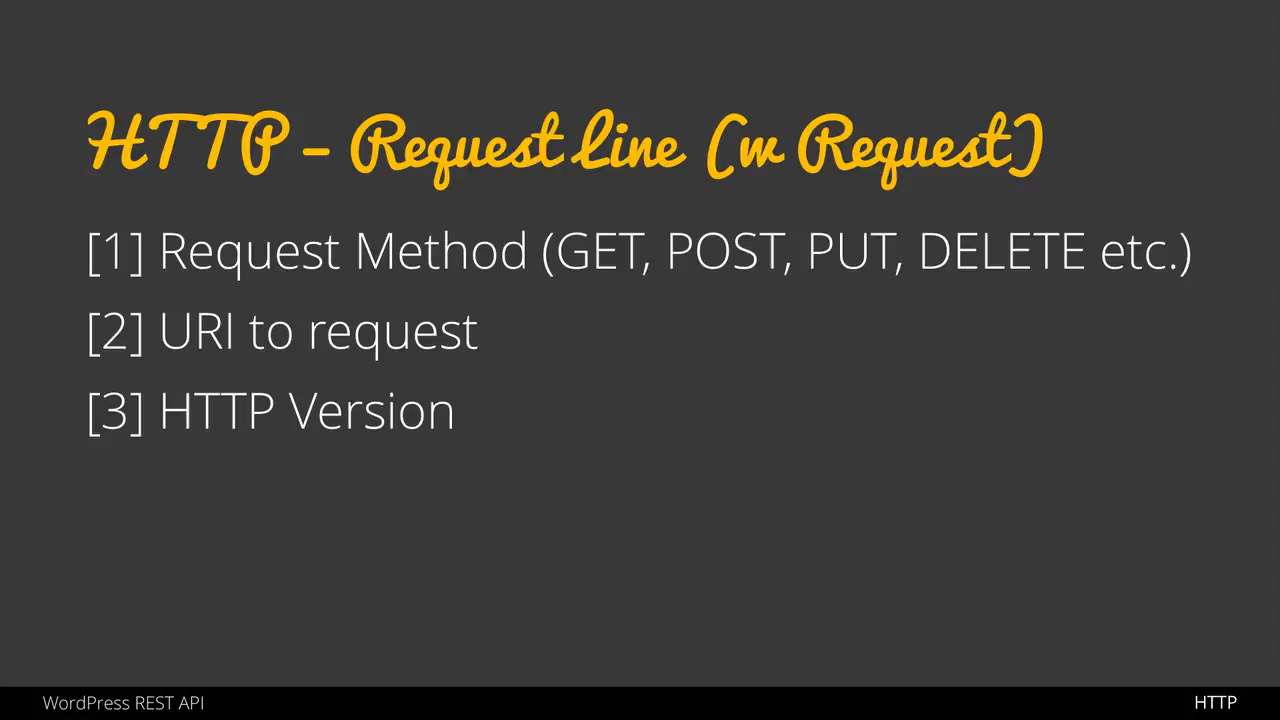 HTTP – Request Line (w Request)
[1] Request Method (GET, POST, PUT, DELETE etc.)
[2] URI to request
[3] HTTP Version
WordPress REST API
HTTP